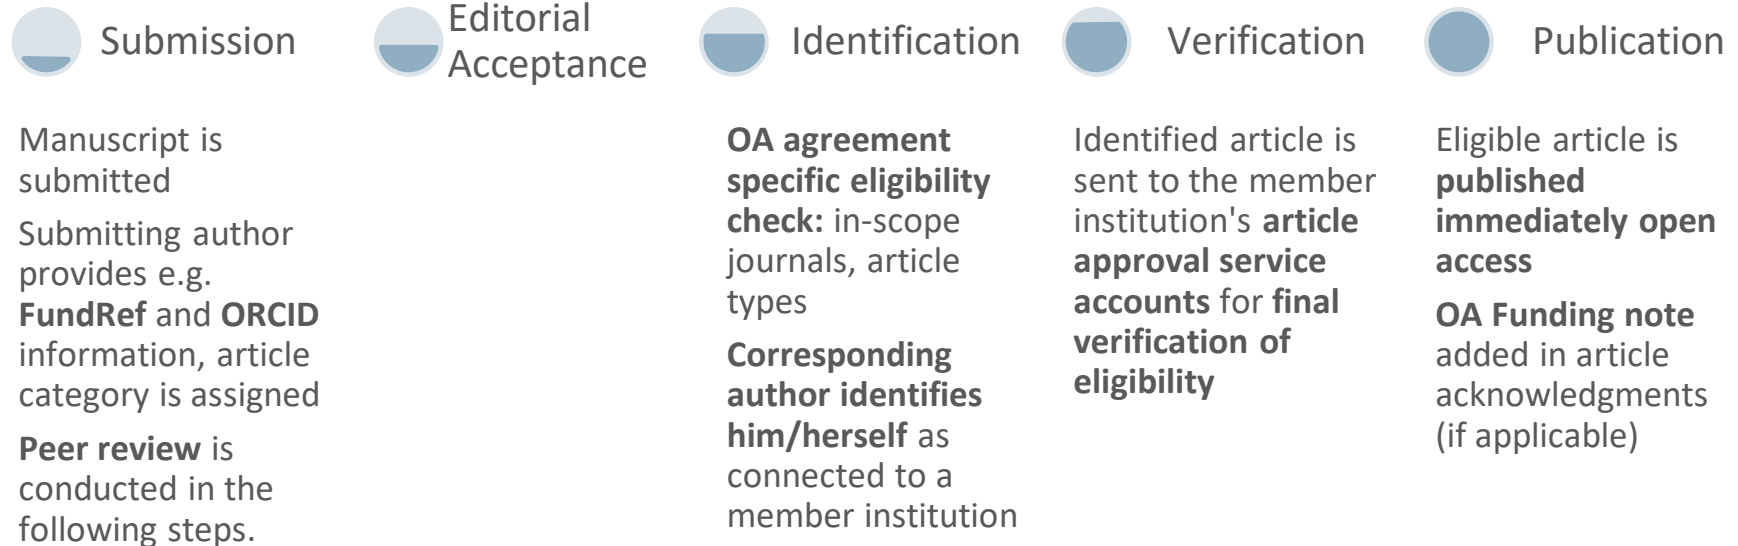 Submission
Manuscript is
submitted
Submitting author
provides e.g.
FundRef and ORCID
information, article
category is assigned
Peer review is
conducted in the
following steps.
Editorial
Acceptance
Identification
OA agreement
specific eligibility
check: in-scope
journals, article
types
Corresponding
author identifies
him/herself as
connected to a
member institution
Verification
Identified article is
sent to the member
institution's article
approval service
accounts for final
verification of
eligibility
Publication
Eligible article is
published
immediately open
access
OA Funding note
added in article
acknowledgments
(if applicable)